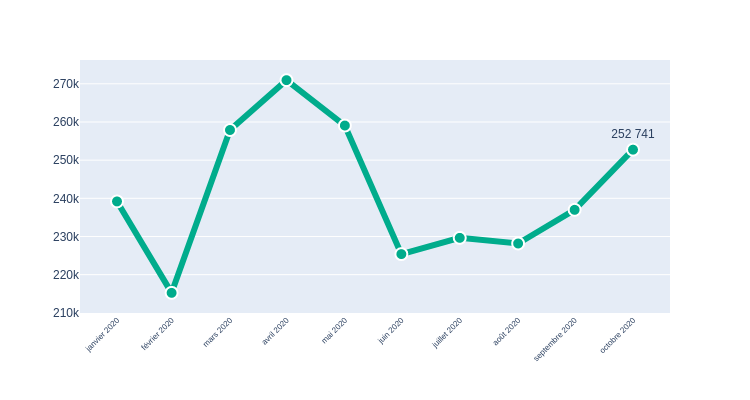 270k
260k
250k
240k
230k
220k
210k
252 741
janvier 2020
février 2020
mars 2020
avril 2020
mai 2020
juin 2020
juillet 2020
août 2020
septembre 2020
octobre 2020